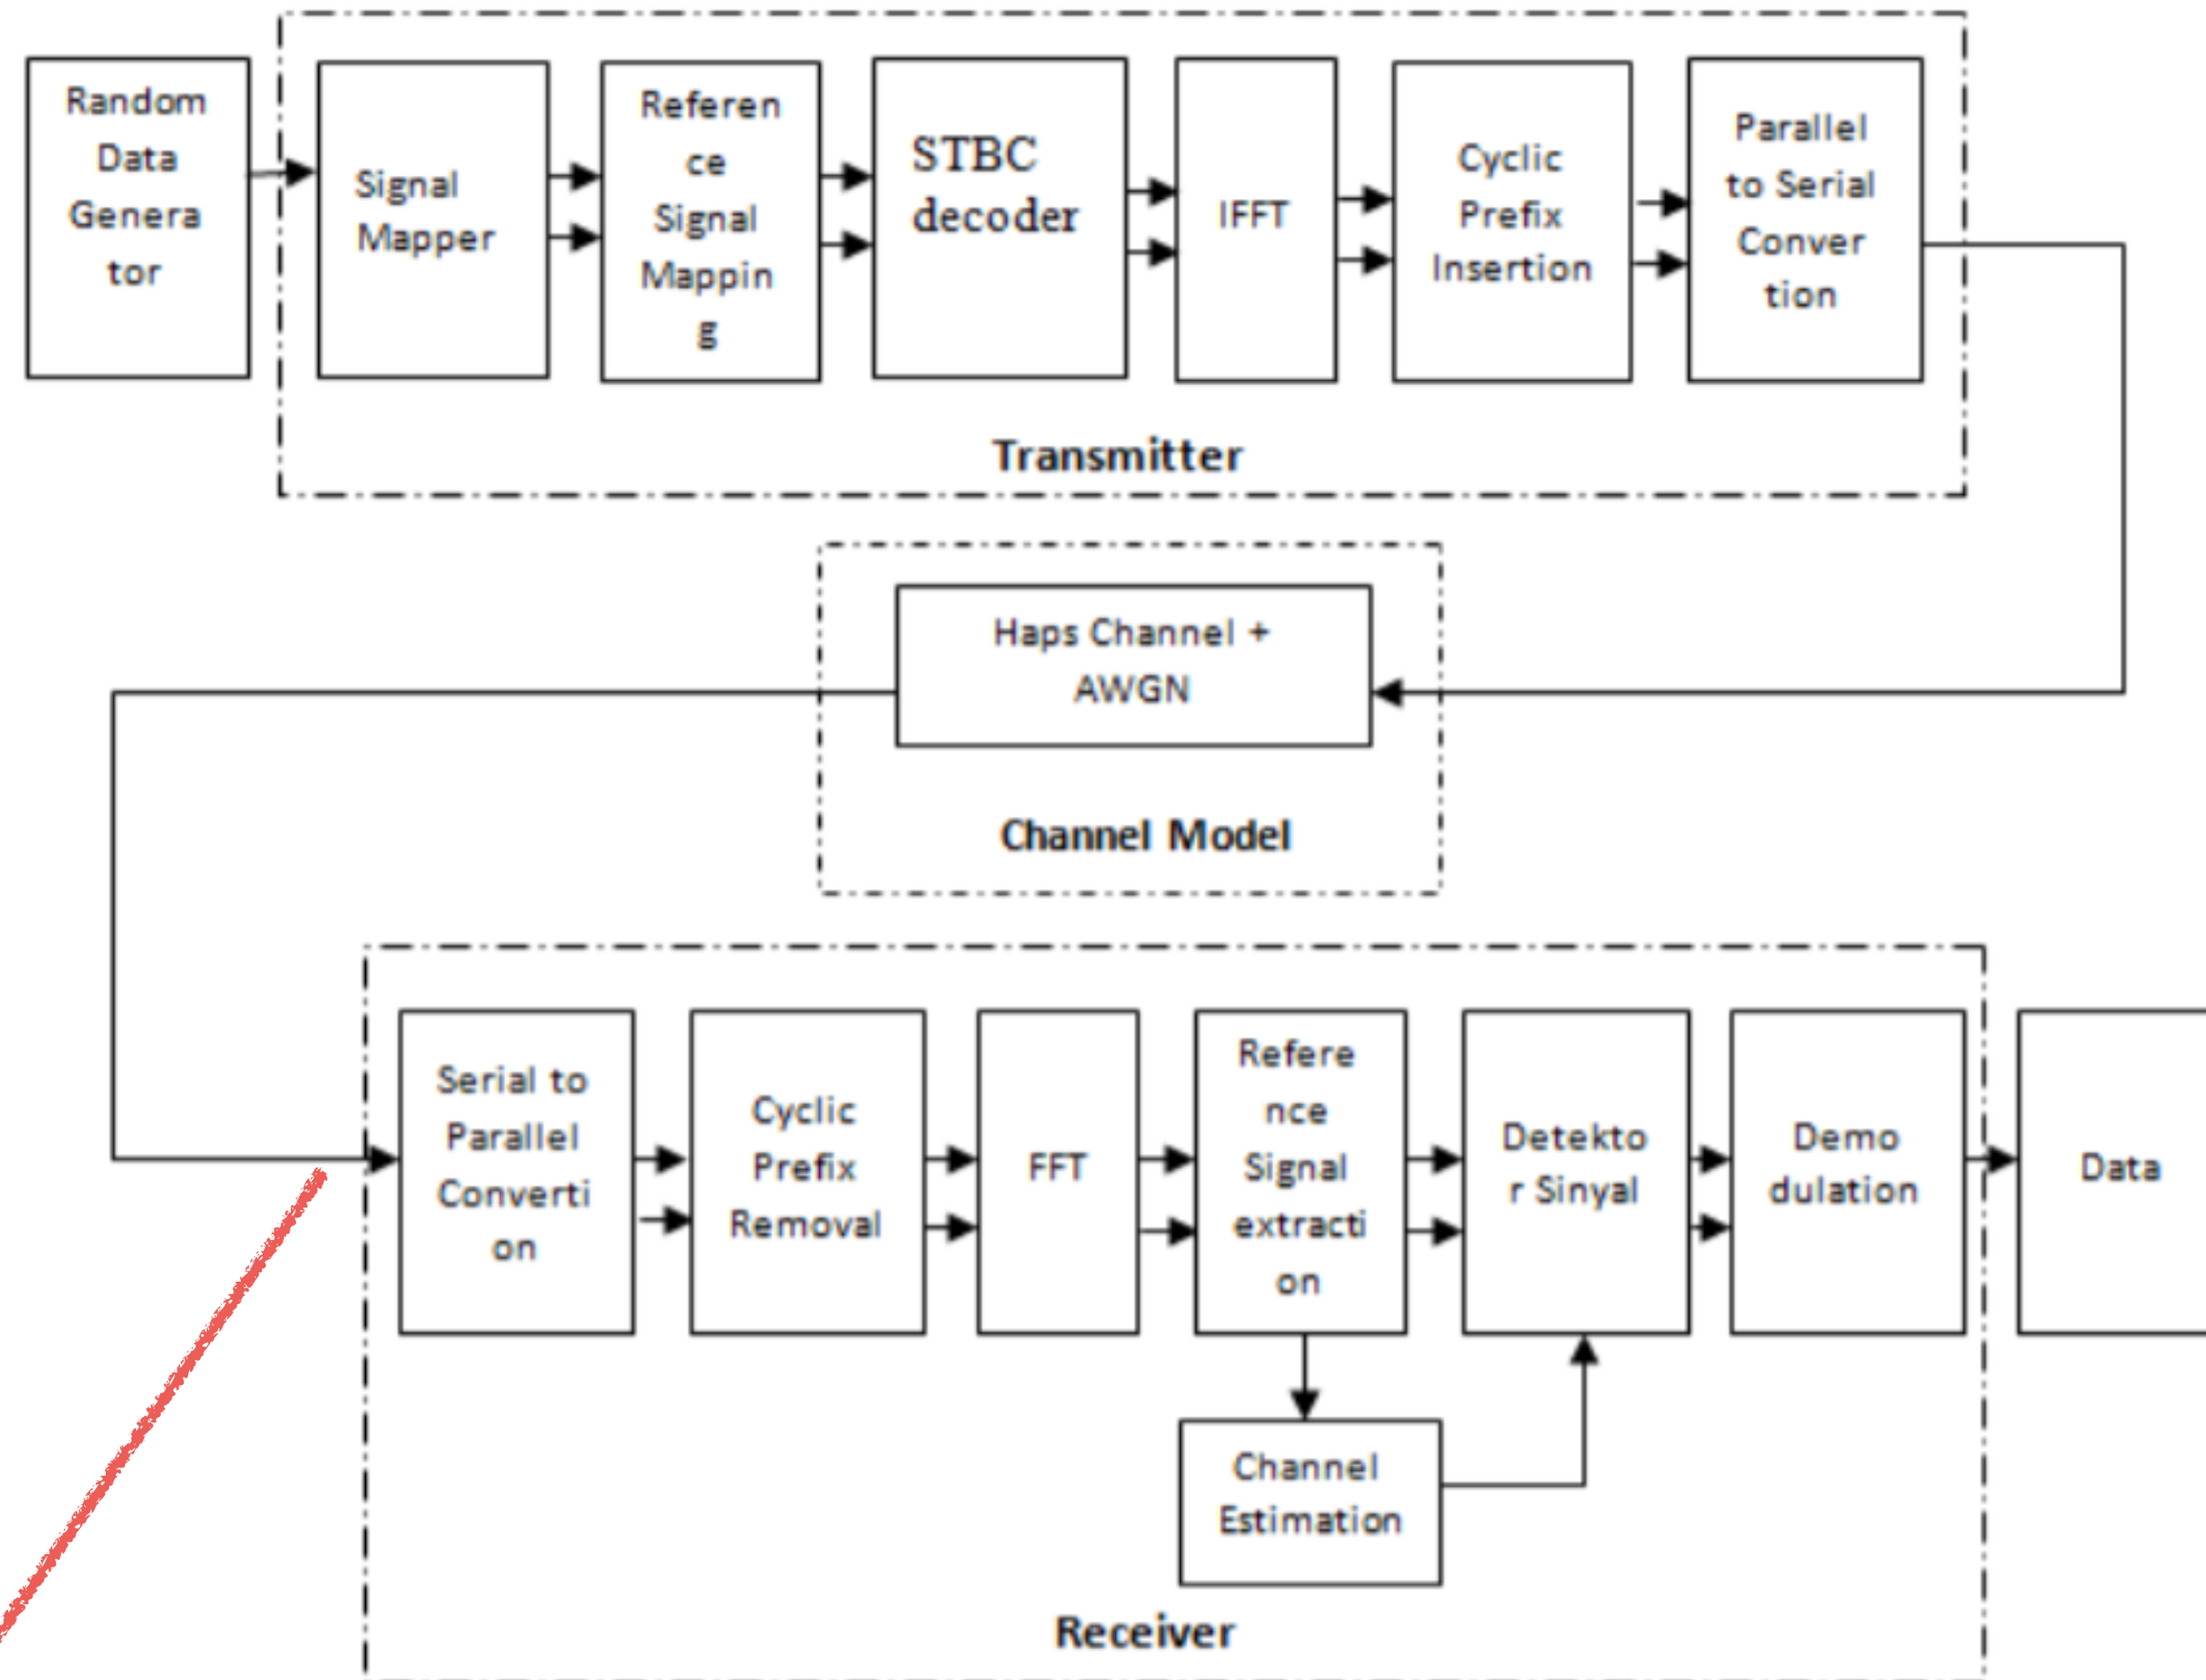 Random
Data
Genera
tor
Signal
Mapper
Referen
ce
Signal
Mappin
g
STBC
decoder
IFFT
Cyclic
Prefix
Insertion
Parallel
to Serial
Conver
tion
Transmitter
Haps Channel +
AWGN
Channel Model
Serial to
Parallel
Converti
on
Cyclic
Prefix
Removal
FFT
Refere
nce
Signal
extracti
on
Detekto
r Sinyal
Demo
dulation
Data
Channel
Estimation
Receiver